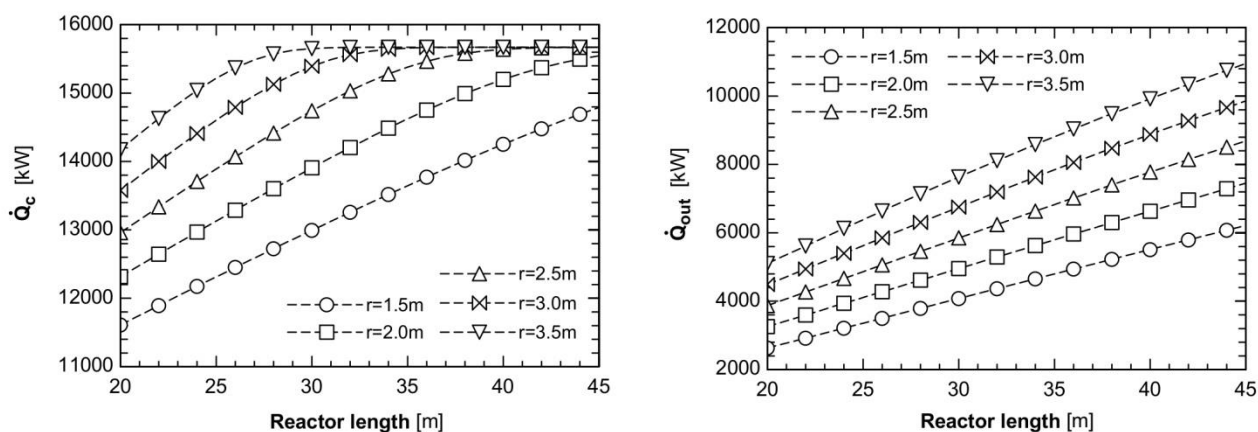 16000
15000
14000
13000
12000
11000
Q̇c [kW]
r=2.5m
r=1.5m r=3.0m
r=2.0m r=3.5m
20 25 30 35 40 45
Reactor length [m]
12000
10000
8000
6000
4000
2000
Q̇out [kW]
r=1.5m r=3.0m
r=2.0m r=3.5m
r=2.5m
20 25 30 35 40 45
Reactor length [m]